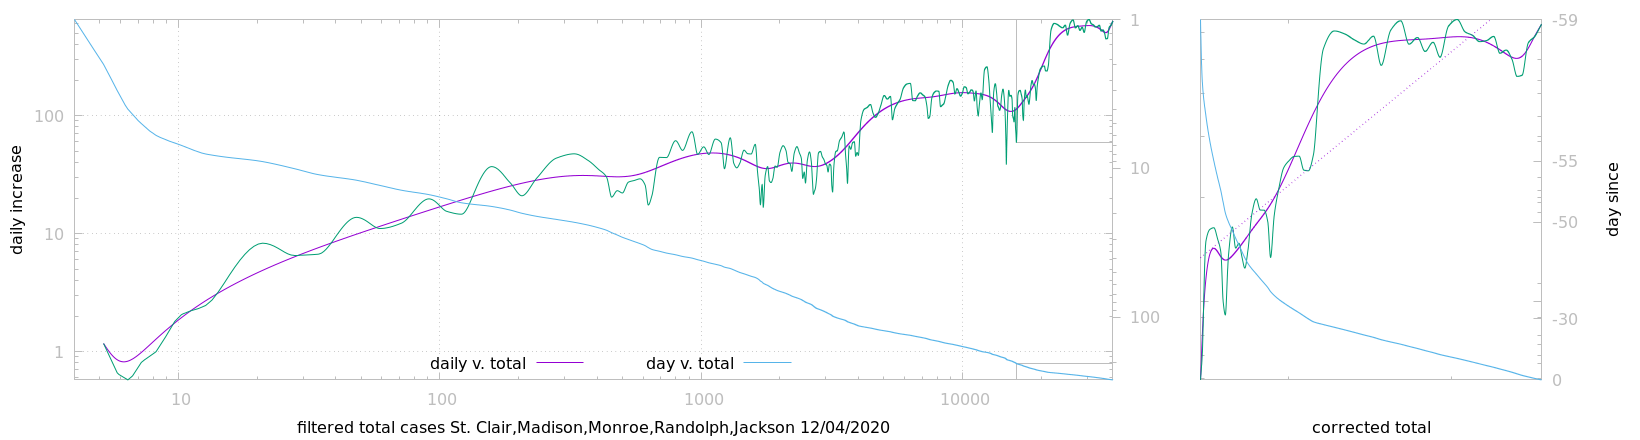 1
-59
100
daily increase
10
-55
day since
10
-50
100
-30
1
daily v. total
day v. total
0
10
100
1000
10000
filtered total cases St. Clair,Madison,Monroe,Randolph,Jackson 12/04/2020
corrected total